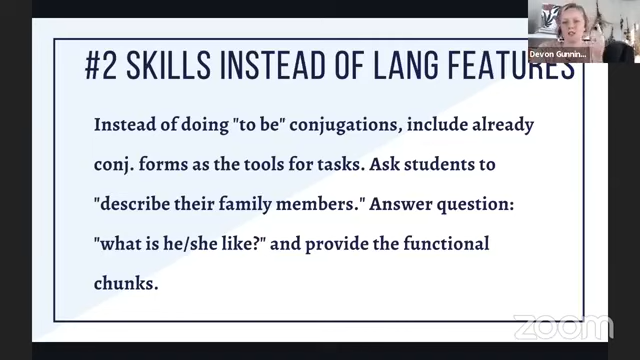 #2 SKILLS INSTEAD OF LANG FEATURES
Devon Gunnin...
Instead of doing "to be" conjugations, include already
conj. forms as the tools for tasks. Ask students to
"describe their family members." Answer question:
"what is he/she like?" and provide the functional
chunks.
zoom